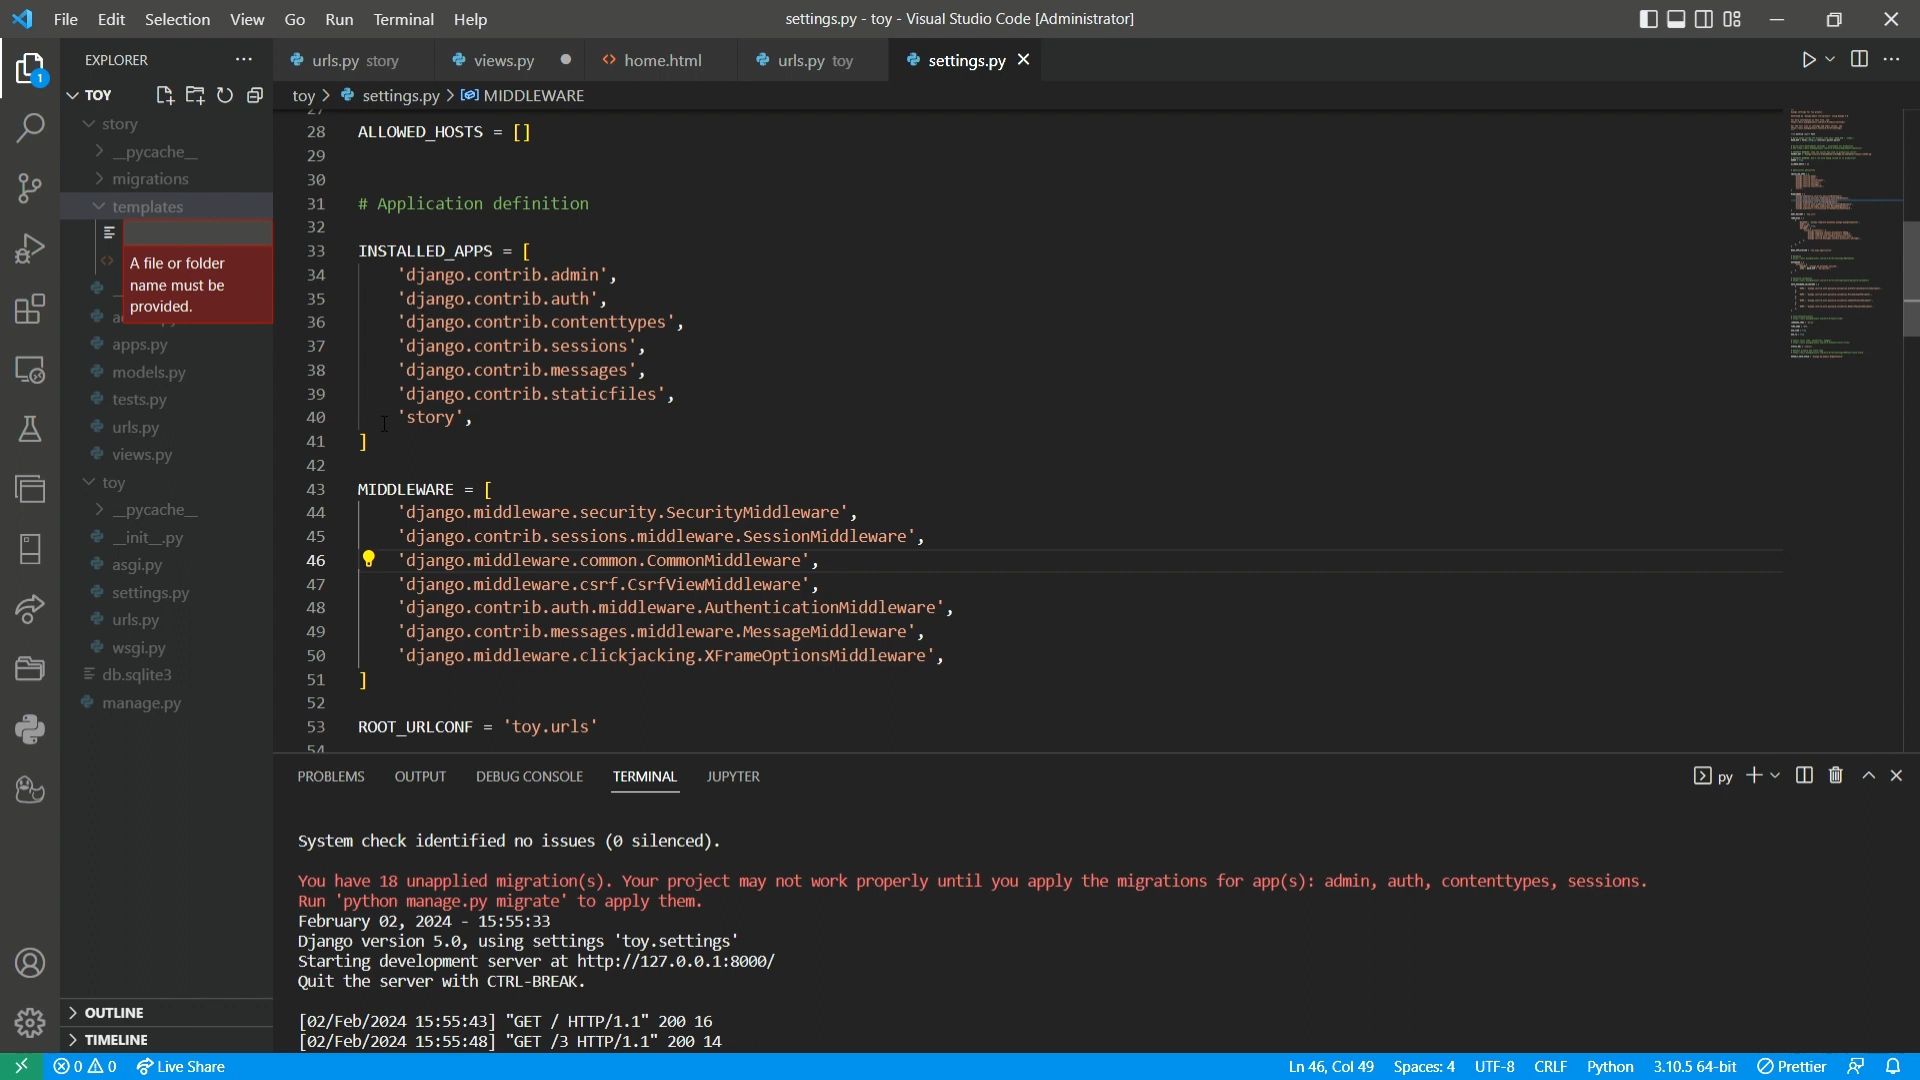 File Edit Selection View Go Run Terminal Help
settings.py - toy - Visual Studio Code [Administrator]
EXPLORER
urls.py story
views.py
home.html
urls.py toy
settings.py
TOY
toy > settings.py > MIDDLEWARE
1
story
__pycache__
migrations
templates
A file or folder
name must be
provided.
apps.py
models.py
tests.py
urls.py
views.py
toy
__pycache__
__init__.py
asgi.py
settings.py
urls.py
wsgi.py
db.sqlite3
manage.py
OUTLINE
TIMELINE
27
28 ALLOWED_HOSTS = []
29
30
31 # Application definition
32
33 INSTALLED_APPS = [
34 'django.contrib.admin',
35 'django.contrib.auth',
36 'django.contrib.contenttypes',
37 'django.contrib.sessions',
38 'django.contrib.messages',
39 'django.contrib.staticfiles',
40 'story',
41 ]
42
43 MIDDLEWARE = [
44 'django.middleware.security.SecurityMiddleware',
45 'django.contrib.sessions.middleware.SessionMiddleware',
46 'django.middleware.common.CommonMiddleware',
47 'django.middleware.csrf.CsrfViewMiddleware',
48 'django.contrib.auth.middleware.AuthenticationMiddleware',
49 'django.contrib.messages.middleware.MessageMiddleware',
50 'django.middleware.clickjacking.XFrameOptionsMiddleware',
51 ]
52
53 ROOT_URLCONF = 'toy.urls'
54
PROBLEMS OUTPUT DEBUG CONSOLE TERMINAL JUPYTER
py
System check identified no issues (0 silenced).
You have 18 unapplied migration(s). Your project may not work properly until you apply the migrations for app(s): admin, auth, contenttypes, sessions.
Run 'python manage.py migrate' to apply them.
February 02, 2024 - 15:55:33
Django version 5.0, using settings 'toy.settings'
Starting development server at http://127.0.0.1:8000/
Quit the server with CTRL-BREAK.
[02/Feb/2024 15:55:43] "GET / HTTP/1.1" 200 16
[02/Feb/2024 15:55:48] "GET /3 HTTP/1.1" 200 14
0 0 Live Share
Ln 46, Col 49 Spaces: 4 UTF-8 CRLF Python 3.10.5 64-bit Prettier